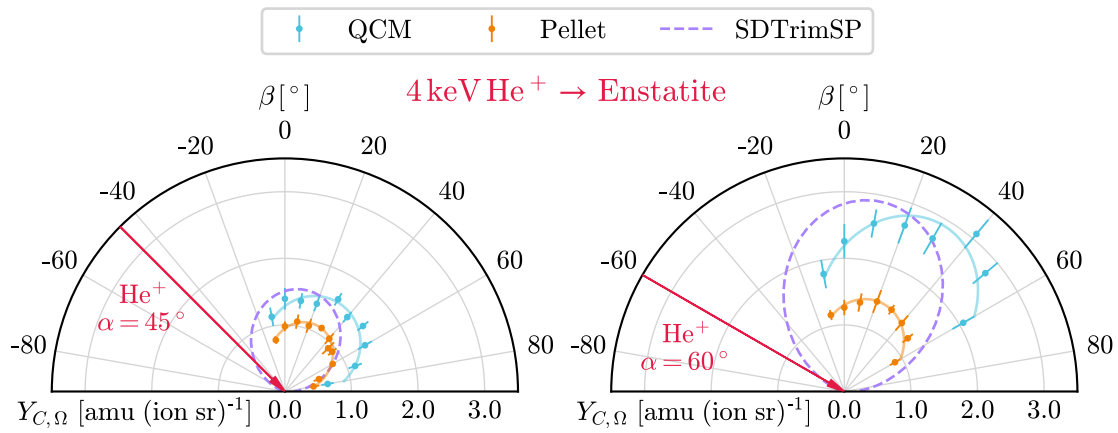 QCM Pellet SDTrimSP
4 keV He⁺ → Enstatite
β[°]
-80 -60 -40 -20 0 20 40 60 80
He⁺
α = 45°
Y_{C,Ω} [amu (ion sr)⁻¹] 0.0 1.0 2.0 3.0
β[°]
-80 -60 -40 -20 0 20 40 60 80
He⁺
α = 60°
Y_{C,Ω} [amu (ion sr)⁻¹] 0.0 1.0 2.0 3.0